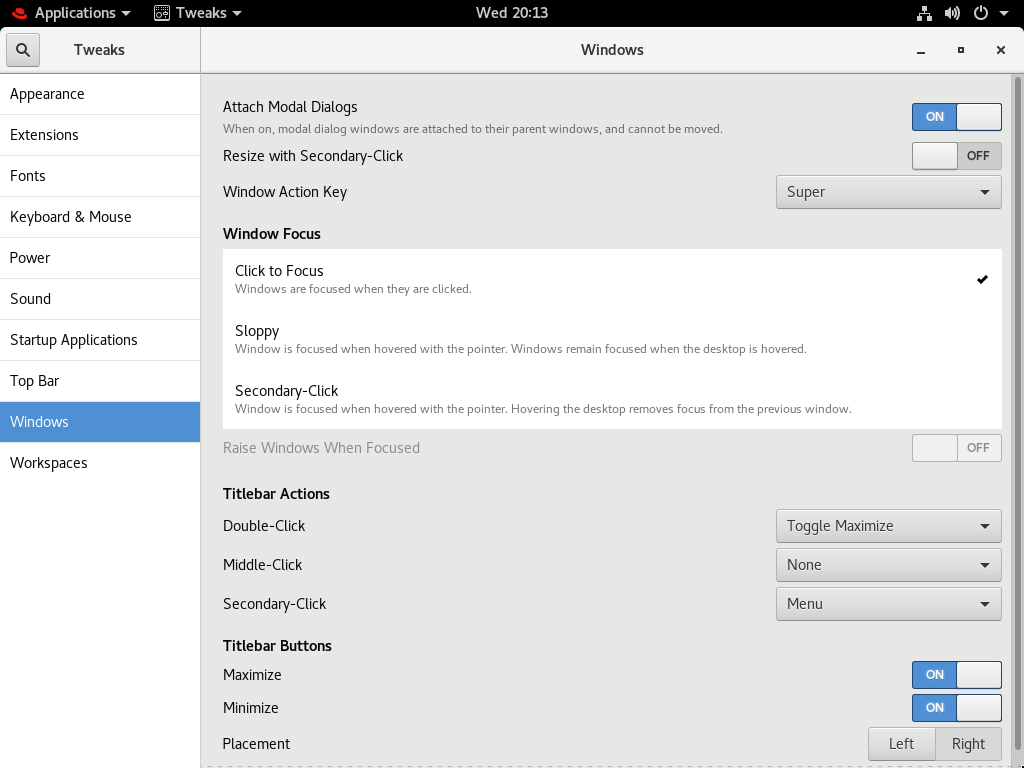 Applications Tweaks Wed 20:13
Tweaks Windows
Appearance
Extensions
Fonts
Keyboard & Mouse
Power
Sound
Startup Applications
Top Bar
Windows
Workspaces
Attach Modal Dialogs
When on, modal dialog windows are attached to their parent windows, and cannot be moved.
ON
Resize with Secondary-Click OFF
Window Action Key Super
Window Focus
Click to Focus
Windows are focused when they are clicked.
Sloppy
Window is focused when hovered with the pointer. Windows remain focused when the desktop is hovered.
Secondary-Click
Window is focused when hovered with the pointer. Hovering the desktop removes focus from the previous window.
Raise Windows When Focused OFF
Titlebar Actions
Double-Click Toggle Maximize
Middle-Click None
Secondary-Click Menu
Titlebar Buttons
Maximize ON
Minimize ON
Placement Left Right